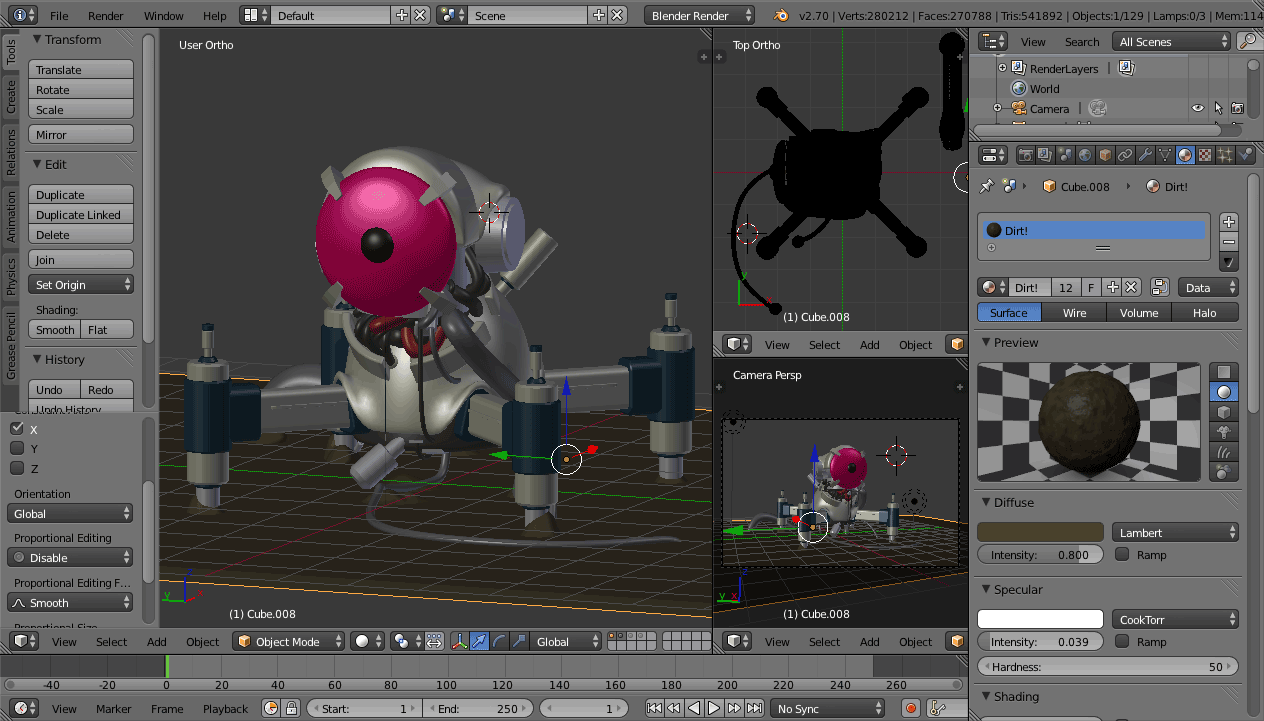 File Render Window Help Default Scene Blender Render v2.70 | Verts:280212 | Faces:270788 | Tris:541892 | Objects:1/129 | Lamps:0/3 | Mem:114
Tools
Create
Relations
Animation
Physics
Grease Pencil
Transform
Translate
Rotate
Scale
Mirror
Edit
Duplicate
Duplicate Linked
Delete
Join
Set Origin
Shading:
Smooth Flat
History
Undo Redo
Undo History
X
Y
Z
Orientation
Global
Proportional Editing
Disable
Proportional Editing F...
Smooth
Proportional Size
User Ortho
(1) Cube.008
View Select Add Object Object Mode Global
Top Ortho
(1) Cube.008
View Select Add Object
Camera Persp
(1) Cube.008
View Select Add Object
View Search All Scenes
RenderLayers
World
Camera
Cube.008 Dirt!
Dirt!
Dirt! 12 F Data
Surface Wire Volume Halo
Preview
Diffuse
Lambert
Intensity: 0.800 Ramp
Specular
CookTorr
Intensity: 0.039 Ramp
Hardness: 50
Shading
-40 -20 0 20 40 60 80 100 120 140 160 180 200 220 240 260
View Marker Frame Playback Start: 1 End: 250 1 No Sync